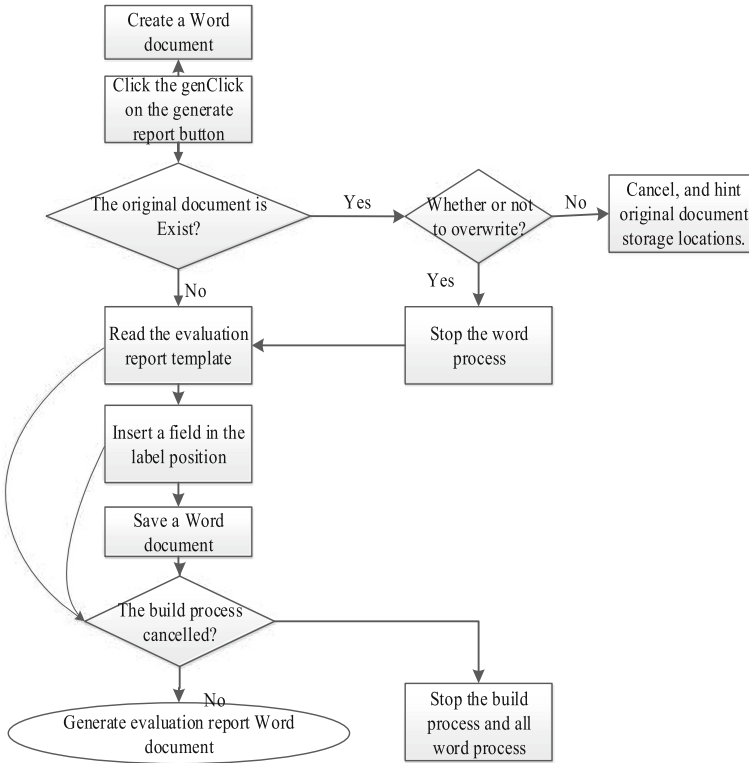 Create a Word
document
Click the genClick
on the generate
report button
The original document is
Exist?
Yes
Whether or not
to overwrite?
No
Cancel, and hint
original document
storage locations.
No
Yes
Read the evaluation
report template
Stop the word
process
Insert a field in the
label position
Save a Word
document
The build process
cancelled?
No
Generate evaluation report Word
document
Stop the build
process and all
word process